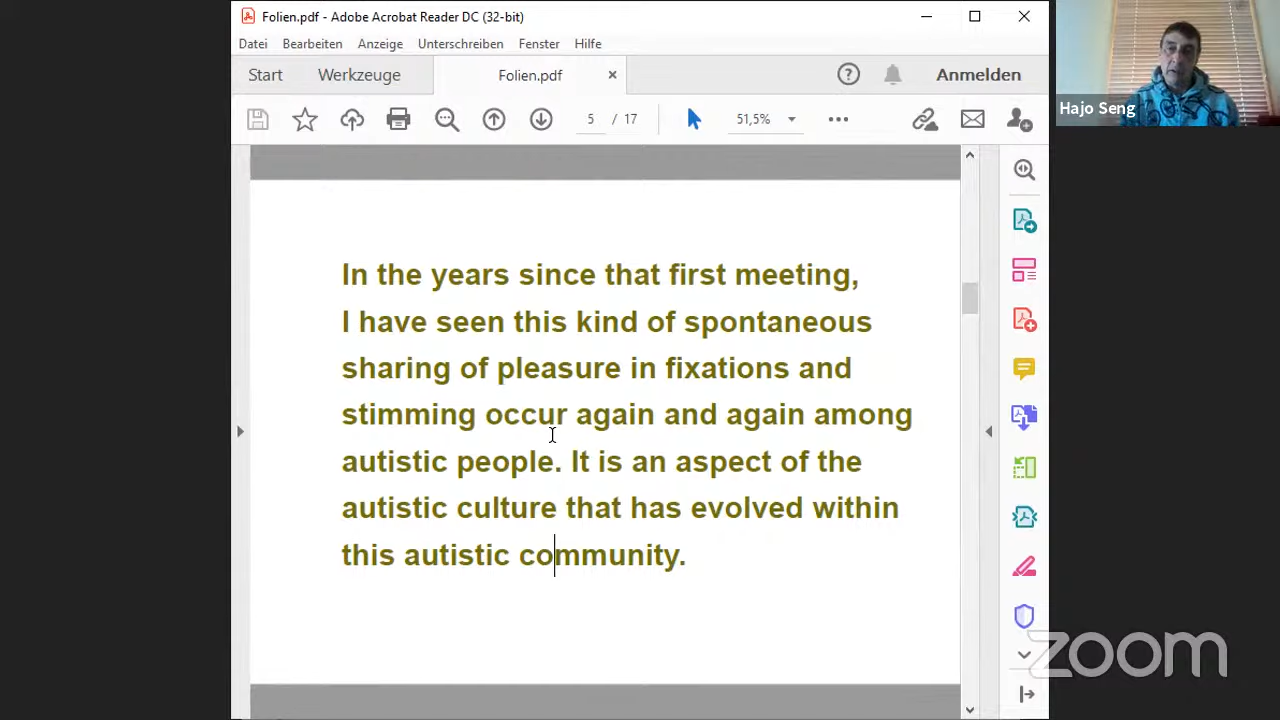 Folien.pdf - Adobe Acrobat Reader DC (32-bit)
Datei Bearbeiten Anzeige Unterschreiben Fenster Hilfe
Start Werkzeuge Folien.pdf Anmelden
5 / 17 51,5%
Hajo Seng
In the years since that first meeting,
I have seen this kind of spontaneous
sharing of pleasure in fixations and
stimming occur again and again among
autistic people. It is an aspect of the
autistic culture that has evolved within
this autistic community.
zoom